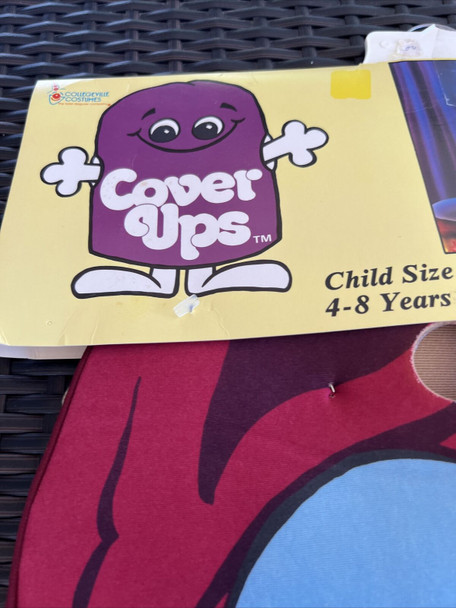 COLLEGEVILLE
COSTUMES
Cover
Ups TM
Child Size
4-8 Years